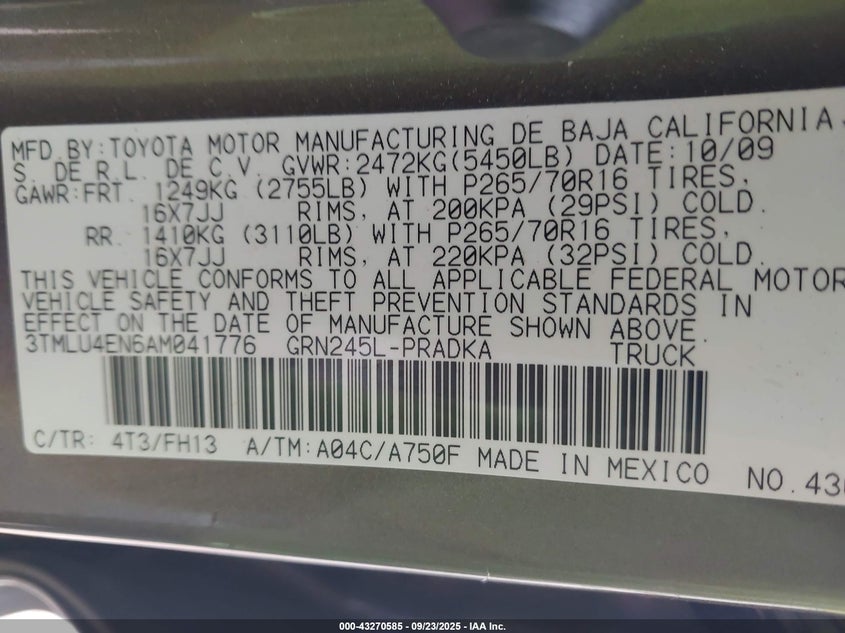 MFD.BY:TOYOTA MOTOR MANUFACTURING DE BAJA CALIFORNIA.
S. DE R.L. DE C.V. GVWR:2472KG(5450LB) DATE:10/09
GAWR:FRT. 1249KG (2755LB) WITH P265/70R16 TIRES,
16X7JJ RIMS, AT 200KPA (29PSI) COLD.
RR. 1410KG (3110LB) WITH P265/70R16 TIRES,
16X7JJ RIMS, AT 220KPA (32PSI) COLD.
THIS VEHICLE CONFORMS TO ALL APPLICABLE FEDERAL MOTOR
VEHICLE SAFETY AND THEFT PREVENTION STANDARDS IN
EFFECT ON THE DATE OF MANUFACTURE SHOWN ABOVE.
3TMLU4EN6AM041776 GRN245L-PRADKA TRUCK
C/TR: 4T3/FH13 A/TM:A04C/A750F MADE IN MEXICO NO.43
000-43270585 - 09/23/2025 - IAA Inc.